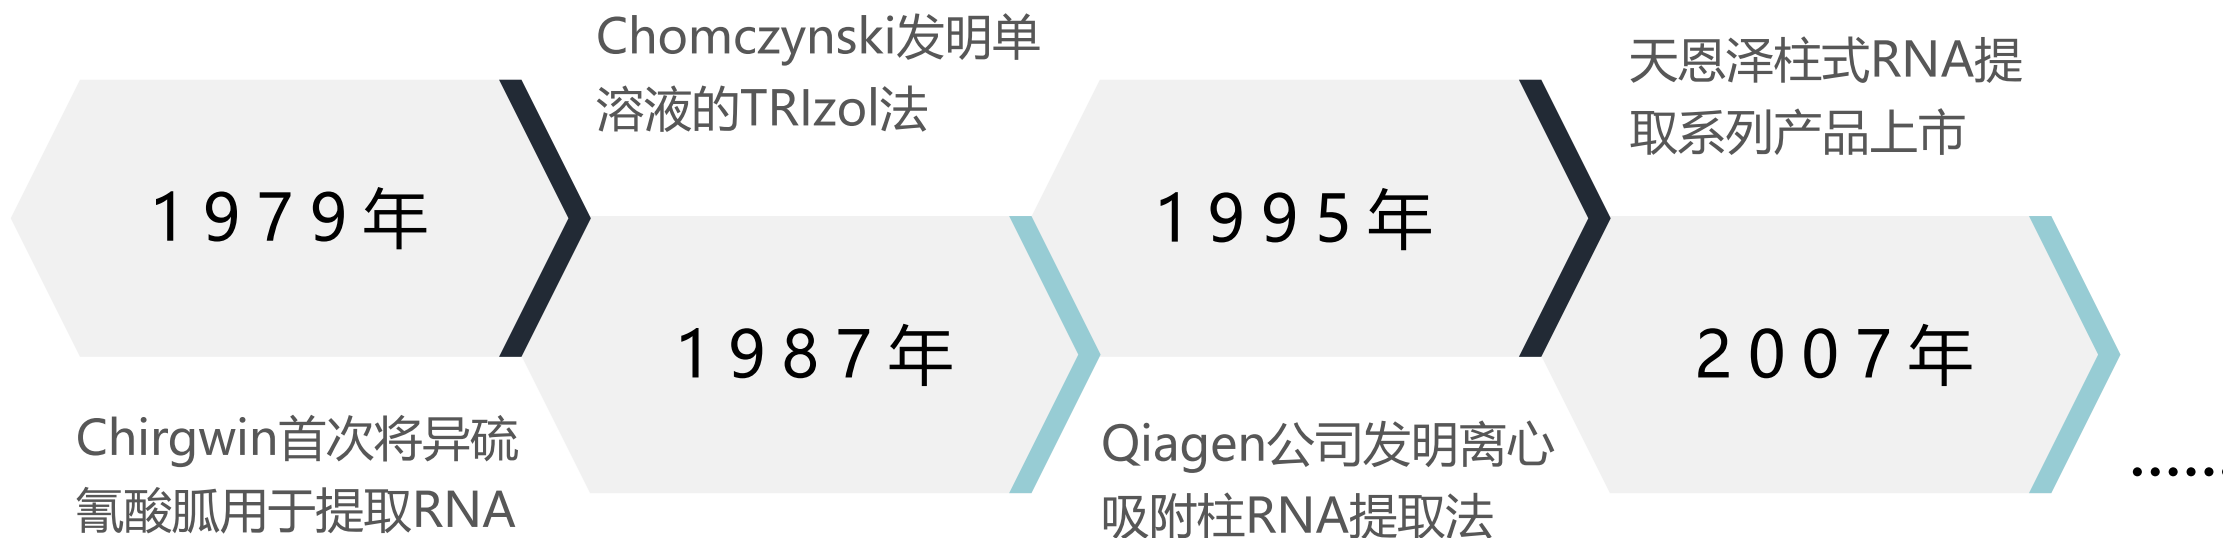 1979年
Chirgwin首次将异硫
氰酸胍用于提取RNA
Chomczynski发明单
溶液的TRIzol法
1987年
1995年
Qiagen公司发明离心
吸附柱RNA提取法
天恩泽柱式RNA提
取系列产品上市
2007年
......